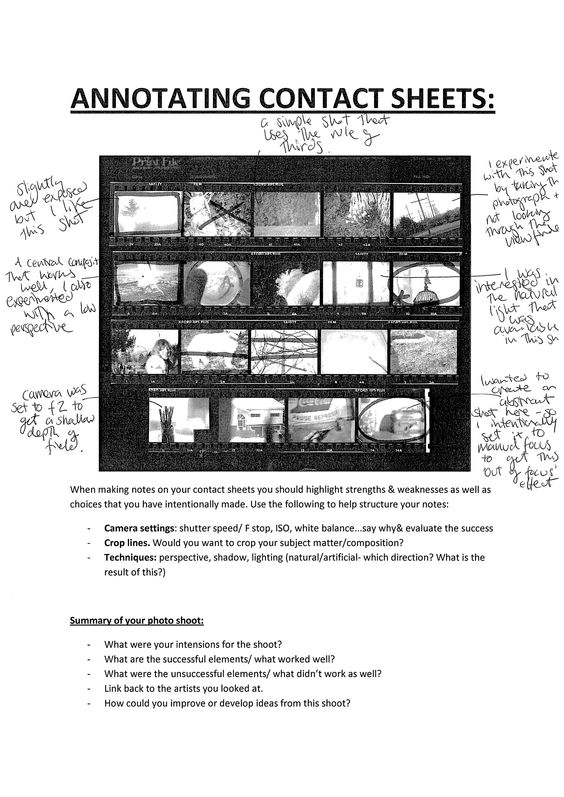 ANNOTATING CONTACT SHEETS:
a simple shot that
uses the rule of
thirds.
Print File
slightly
over exposed
but I like
this shot
I experimente
with this shot
by taking th
photograph +
not looking
through the
view finde
A central composit
that works
well, I also
experimented
with a low
perspective
I was
interested in
the natural
light that
was
available
in this sh
camera was
set to f2 to
get a shallow
depth of
field.
I wanted to
create an
abstract
shot here - so
I intentionally
set it to
manual focus
to get this
'out of focus'
effect
When making notes on your contact sheets you should highlight strengths & weaknesses as well as
choices that you have intentionally made. Use the following to help structure your notes:
- Camera settings: shutter speed/ F stop, ISO, white balance...say why& evaluate the success
- Crop lines. Would you want to crop your subject matter/composition?
- Techniques: perspective, shadow, lighting (natural/artificial- which direction? What is the
result of this?)
Summary of your photo shoot:
- What were your intensions for the shoot?
- What are the successful elements/ what worked well?
- What were the unsuccessful elements/ what didn't work as well?
- Link back to the artists you looked at.
- How could you improve or develop ideas from this shoot?